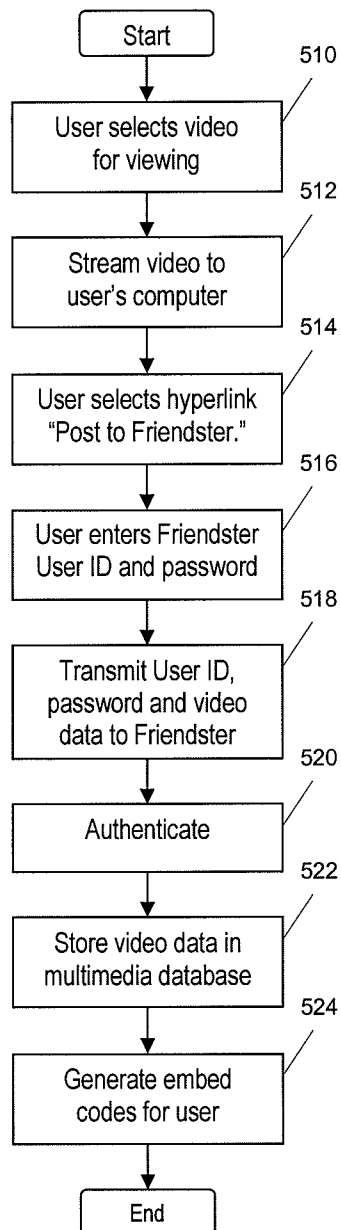 Start
510
User selects video
for viewing
512
Stream video to
user's computer
514
User selects hyperlink
"Post to Friendster."
516
User enters Friendster
User ID and password
518
Transmit User ID,
password and video
data to Friendster
520
Authenticate
522
Store video data in
multimedia database
524
Generate embed
codes for user
End